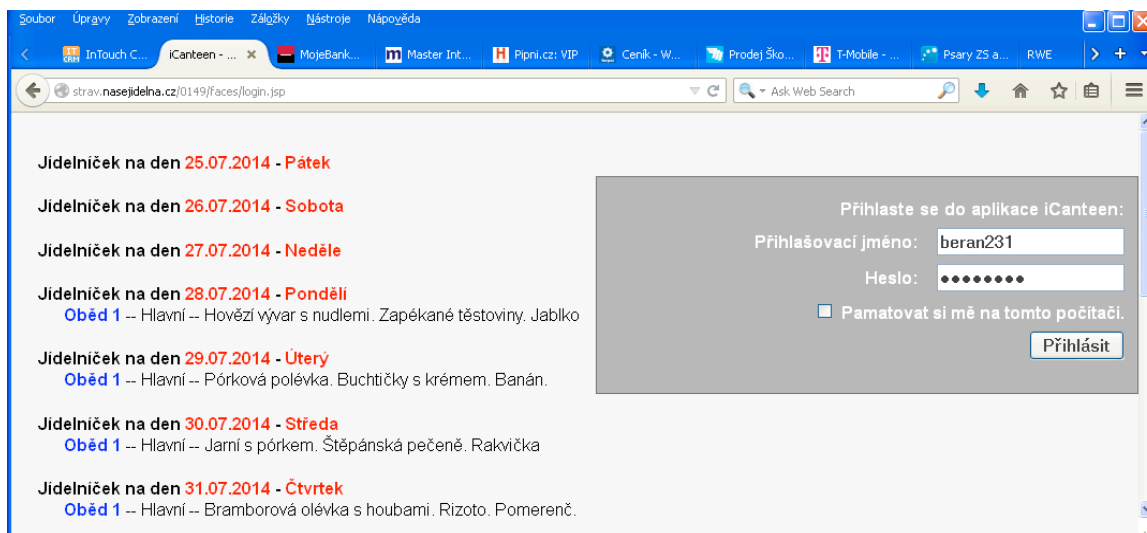 Soubor Úpravy Zobrazení Historie Záložky Nástroje Nápověda
InTouch C... iCanteen - ... MojeBank... Master Int... Pipni.cz: VIP Ceník - W... Prodej Ško... T-Mobile - ... Psary ZS a... RWE
strav.nasejidelna.cz/0149/faces/login.jsp Ask Web Search
Jídelníček na den 25.07.2014 - Pátek
Jídelníček na den 26.07.2014 - Sobota
Jídelníček na den 27.07.2014 - Neděle
Jídelníček na den 28.07.2014 - Pondělí
Oběd 1 -- Hlavní -- Hovězí vývar s nudlemi. Zapékané těstoviny. Jablko
Jídelníček na den 29.07.2014 - Úterý
Oběd 1 -- Hlavní -- Pórková polévka. Buchtičky s krémem. Banán.
Jídelníček na den 30.07.2014 - Středa
Oběd 1 -- Hlavní -- Jarní s pórkem. Štěpánská pečeně. Rakvička
Jídelníček na den 31.07.2014 - Čtvrtek
Oběd 1 -- Hlavní -- Bramborová olévka s houbami. Rizoto. Pomerenč.
Přihlaste se do aplikace iCanteen:
Přihlašovací jméno: beran231
Heslo: ●●●●●●●●
Pamatovat si mě na tomto počítači.
Přihlásit